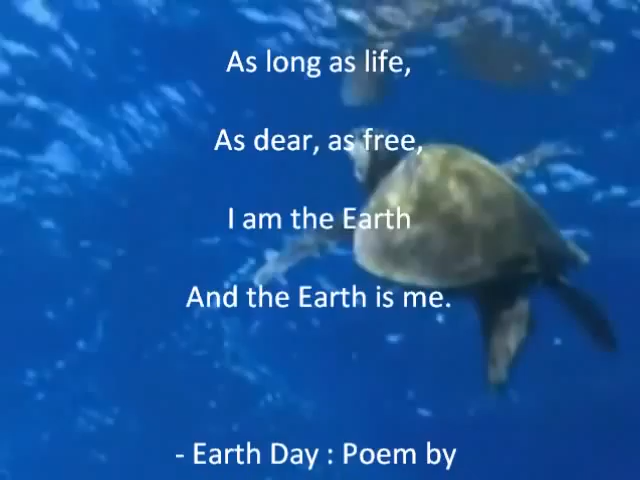 As long as life,
As dear, as free,
I am the Earth
And the Earth is me.
- Earth Day : Poem by